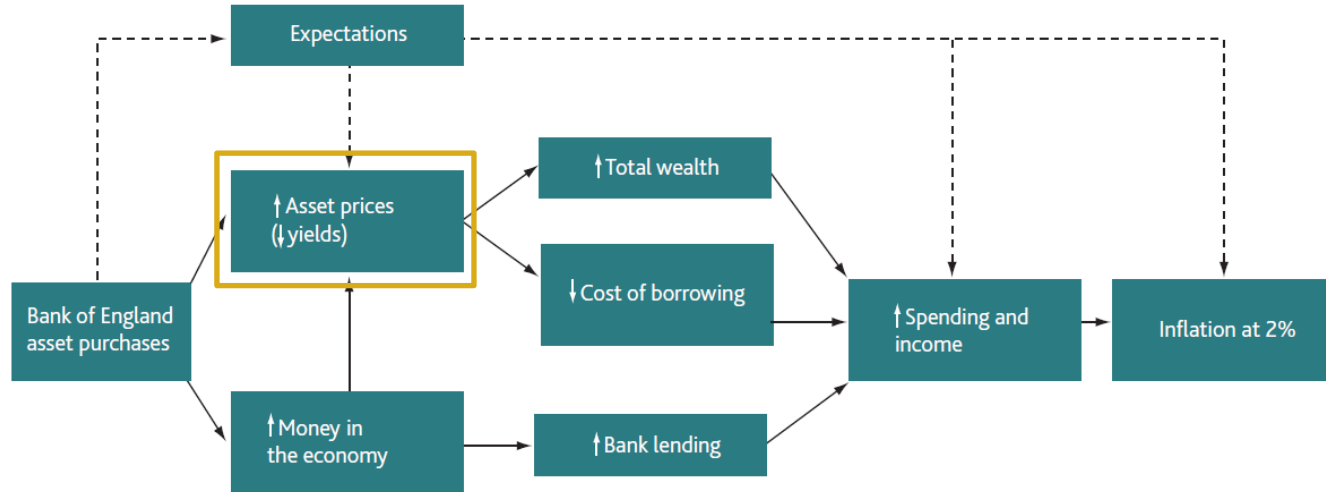 Expectations
↑ Total wealth
↑ Asset prices
(↓ yields)
↓ Cost of borrowing
Bank of England
asset purchases
↑ Spending and
income
Inflation at 2%
↑ Money in
the economy
↑ Bank lending